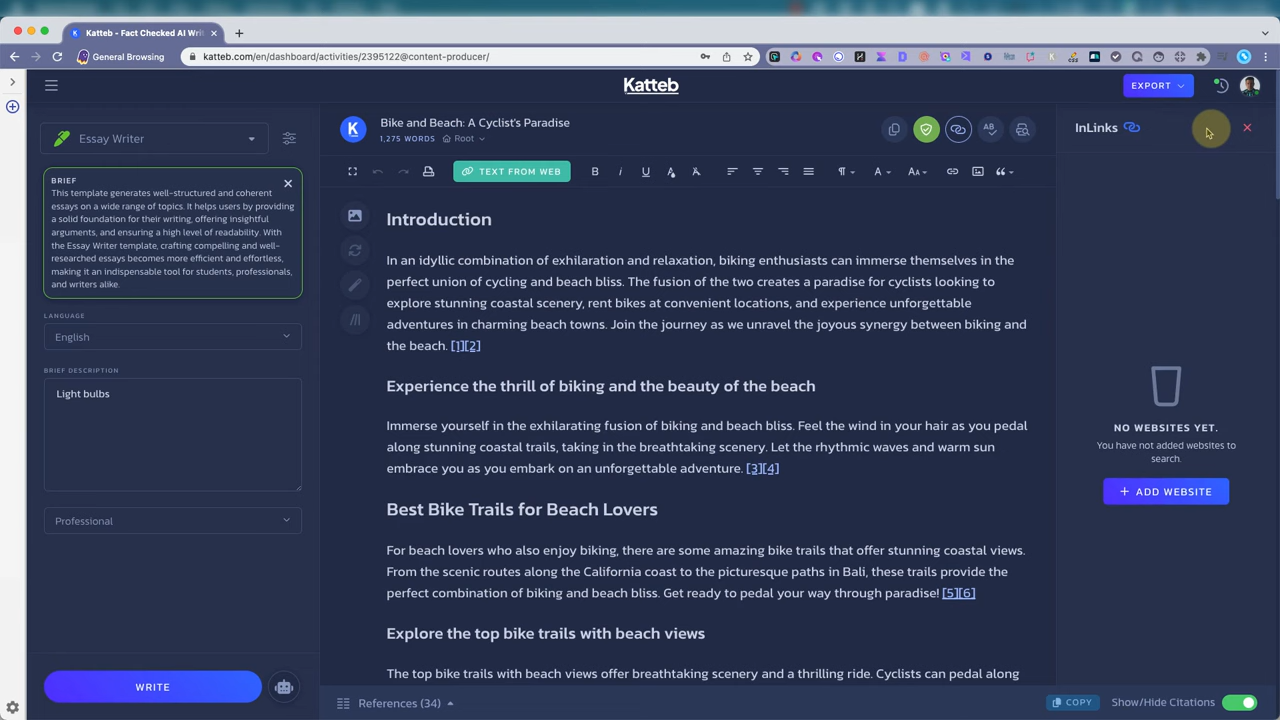 Katteb - Fact Checked AI Wri
General Browsing
katteb.com/en/dashboard/activities/2395122@content-producer/
Katteb
EXPORT
Essay Writer
BRIEF
This template generates well-structured and coherent
essays on a wide range of topics. It helps users by providing
a solid foundation for their writing, offering insightful
arguments, and ensuring a high level of readability. With
the Essay Writer template, crafting compelling and well-
researched essays becomes more efficient and effortless,
making it an indispensable tool for students, professionals,
and writers alike.
LANGUAGE
English
BRIEF DESCRIPTION
Light bulbs
Professional
WRITE
Bike and Beach: A Cyclist's Paradise
1,275 WORDS Root
TEXT FROM WEB
B I U
Introduction
In an idyllic combination of exhilaration and relaxation, biking enthusiasts can immerse themselves in the
perfect union of cycling and beach bliss. The fusion of the two creates a paradise for cyclists looking to
explore stunning coastal scenery, rent bikes at convenient locations, and experience unforgettable
adventures in charming beach towns. Join the journey as we unravel the joyous synergy between biking and
the beach. [1][2]
Experience the thrill of biking and the beauty of the beach
Immerse yourself in the exhilarating fusion of biking and beach bliss. Feel the wind in your hair as you pedal
along stunning coastal trails, taking in the breathtaking scenery. Let the rhythmic waves and warm sun
embrace you as you embark on an unforgettable adventure. [3][4]
Best Bike Trails for Beach Lovers
For beach lovers who also enjoy biking, there are some amazing bike trails that offer stunning coastal views.
From the scenic routes along the California coast to the picturesque paths in Bali, these trails provide the
perfect combination of biking and beach bliss. Get ready to pedal your way through paradise! [5][6]
Explore the top bike trails with beach views
The top bike trails with beach views offer breathtaking scenery and a thrilling ride. Cyclists can pedal along
References (34)
COPY
Show/Hide Citations
InLinks
NO WEBSITES YET.
You have not added websites to
search.
+ ADD WEBSITE